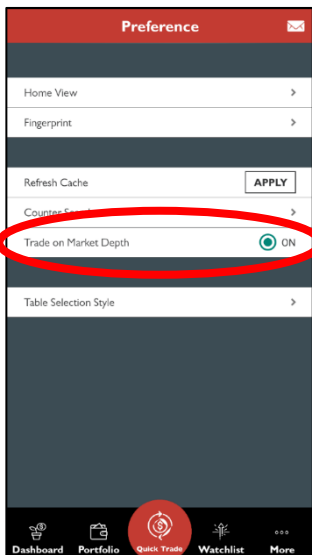 Preference
Home View
Fingerprint
Refresh Cache APPLY
Counter
Trade on Market Depth ON
Table Selection Style
Dashboard Portfolio Quick Trade Watchlist More